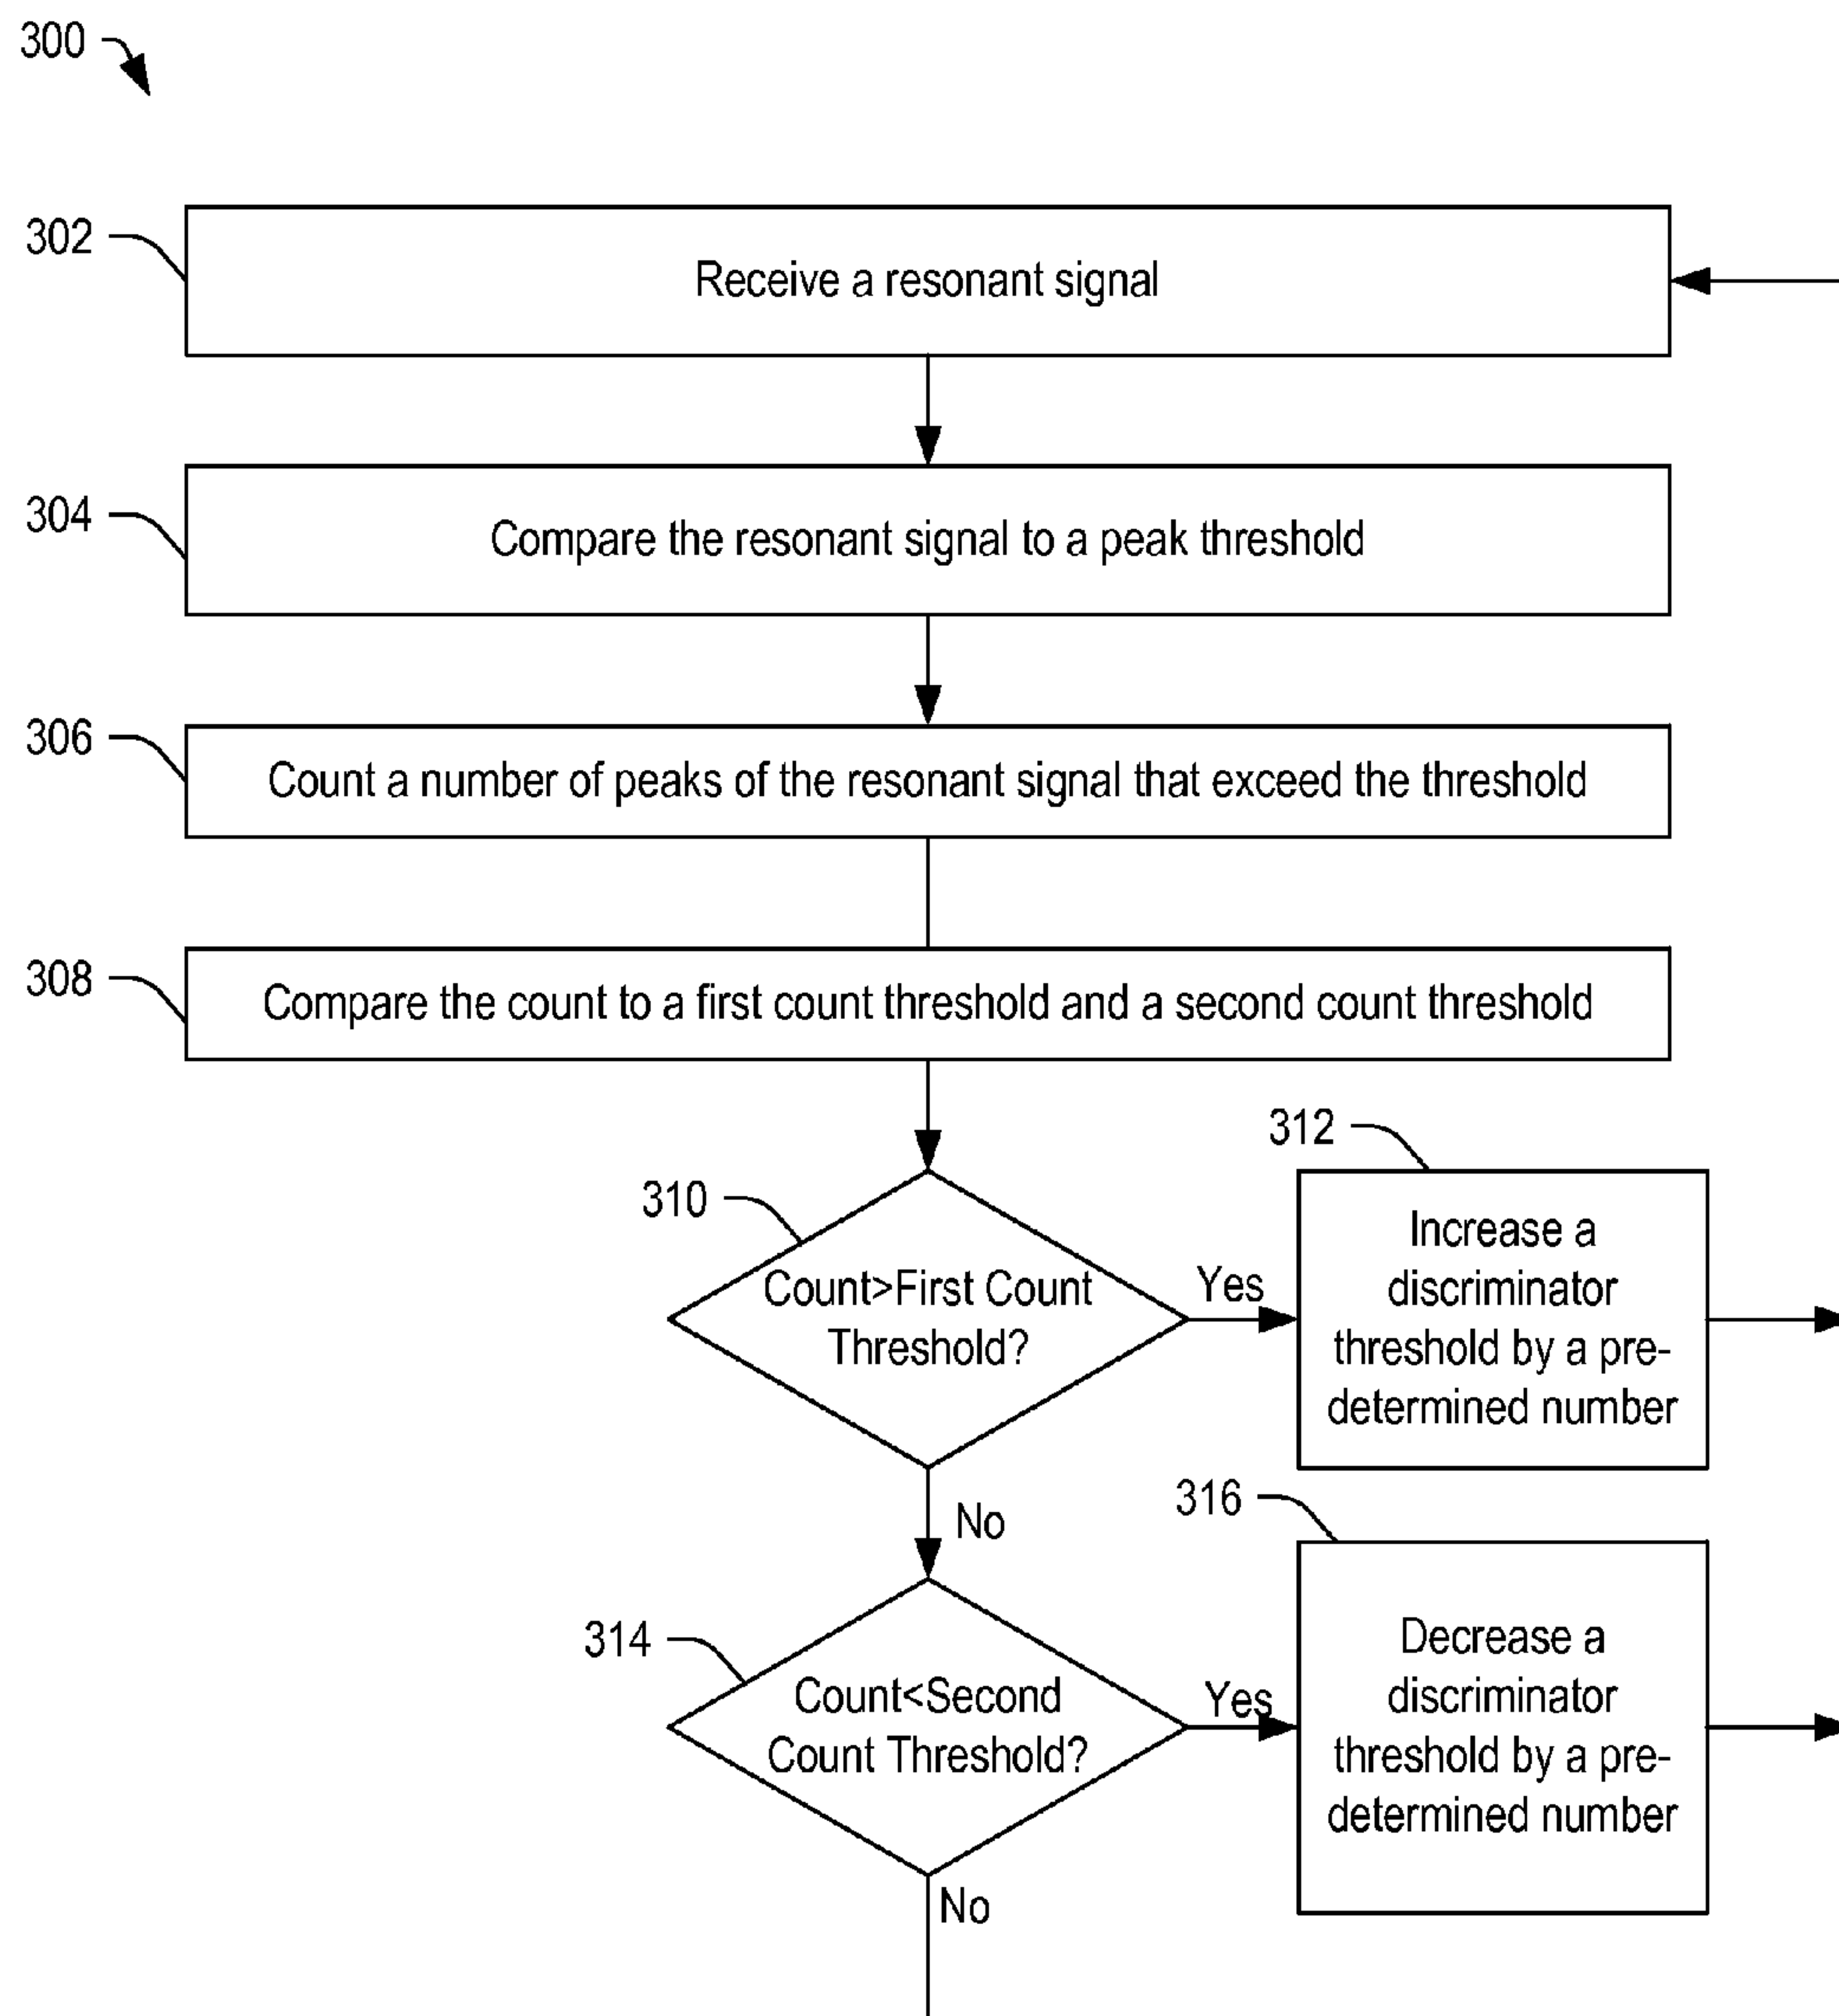 300
302
Receive a resonant signal
304
Compare the resonant signal to a peak threshold
306
Count a number of peaks of the resonant signal that exceed the threshold
308
Compare the count to a first count threshold and a second count threshold
310
Count>First Count
Threshold?
Yes
312
Increase a
discriminator
threshold by a pre-
determined number
No
314
Count<Second
Count Threshold?
Yes
316
Decrease a
discriminator
threshold by a pre-
determined number
No